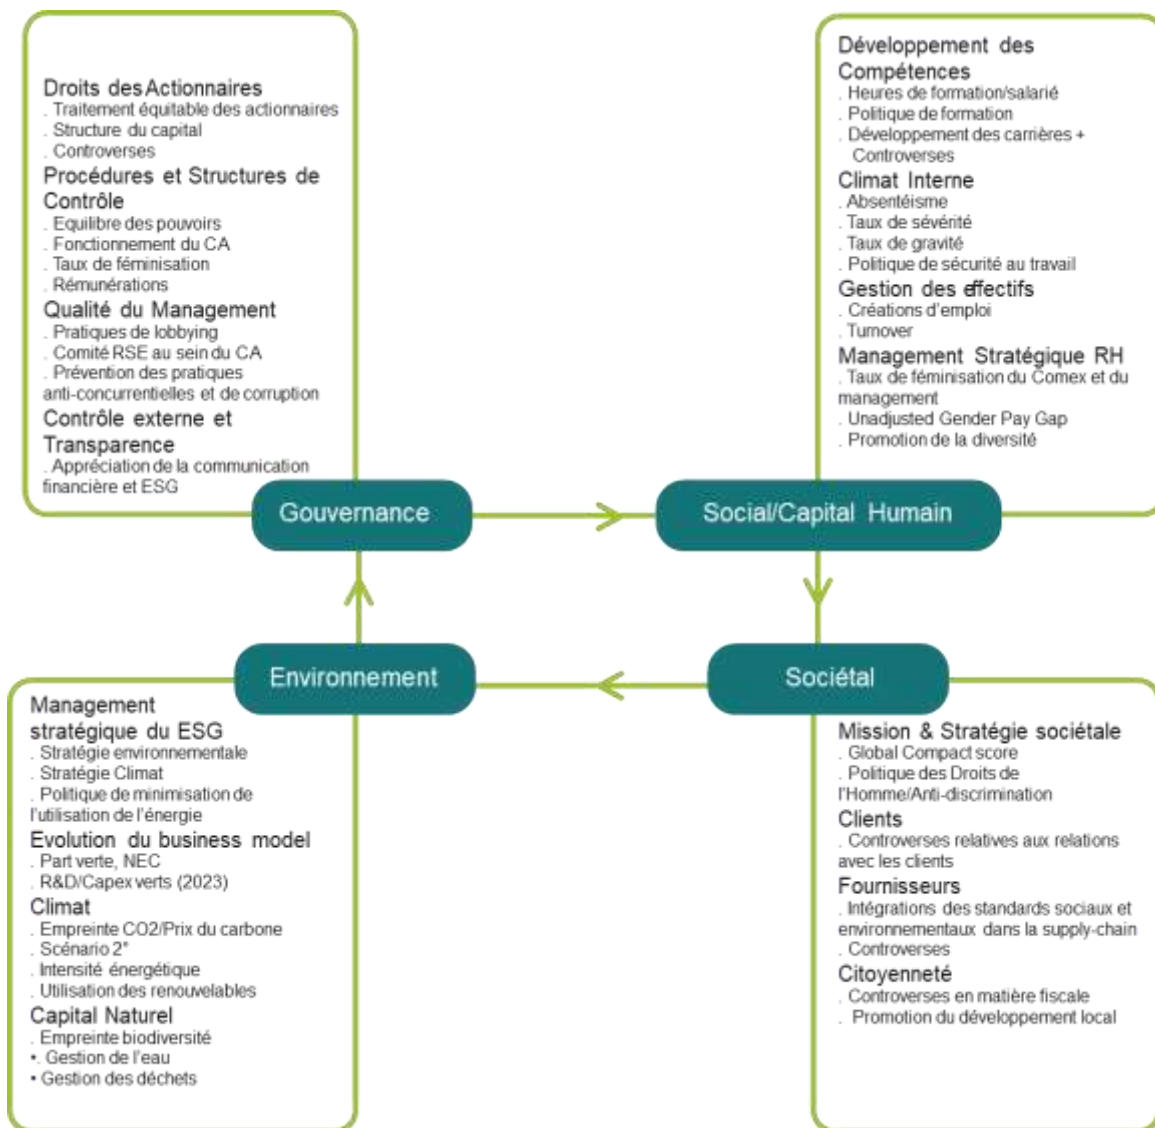 Droits des Actionnaires
. Traitement équitable des actionnaires
. Structure du capital
. Controverses
Procédures et Structures de
Contrôle
. Equilibre des pouvoirs
. Fonctionnement du CA
. Taux de féminisation
. Rémunérations
Qualité du Management
. Pratiques de lobbying
. Comité RSE au sein du CA
. Prévention des pratiques
anti-concurrentielles et de corruption
Contrôle externe et
Transparence
. Appréciation de la communication
financière et ESG
Gouvernance
Développement des
Compétences
. Heures de formation/salarié
. Politique de formation
. Développement des carrières +
Controverses
Climat Interne
. Absentéisme
. Taux de sévérité
. Taux de gravité
. Politique de sécurité au travail
Gestion des effectifs
. Créations d'emploi
. Turnover
Management Stratégique RH
. Taux de féminisation du Comex et du
management
. Unadjusted Gender Pay Gap
. Promotion de la diversité
Social/Capital Humain
Environnement
Management
stratégique du ESG
. Stratégie environnementale
. Stratégie Climat
. Politique de minimisation de
l'utilisation de l'énergie
Evolution du business model
. Part verte, NEC
. R&D/Capex verts (2023)
Climat
. Empreinte CO2/Prix du carbone
. Scénario 2°
. Intensité énergétique
. Utilisation des renouvelables
Capital Naturel
. Empreinte biodiversité
•. Gestion de l'eau
• Gestion des déchets
Sociétal
Mission & Stratégie sociétale
. Global Compact score
. Politique des Droits de
l'Homme/Anti-discrimination
Clients
. Controverses relatives aux relations
avec les clients
Fournisseurs
. Intégrations des standards sociaux et
environnementaux dans la supply-chain
. Controverses
Citoyenneté
. Controverses en matière fiscale
. Promotion du développement local